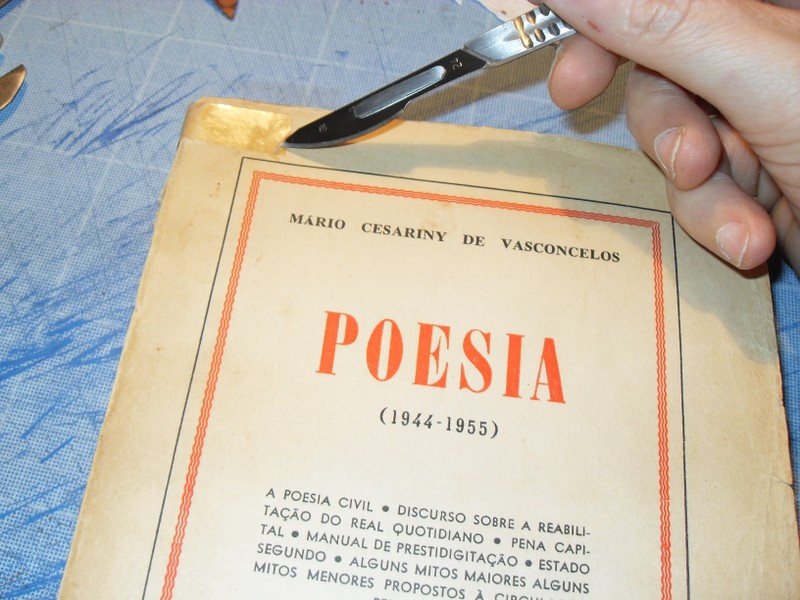 MÁRIO CESARINY DE VASCONCELOS
POESIA
(1944-1955)
A POESIA CIVIL • DISCURSO SOBRE A REABILI-
TAÇÃO DO REAL QUOTIDIANO • PENA CAPI-
TAL • MANUAL DE PRESTIDIGITAÇÃO • ESTADO
SEGUNDO • ALGUNS MITOS MAIORES ALGUNS
MITOS MENORES PROPOSTOS À